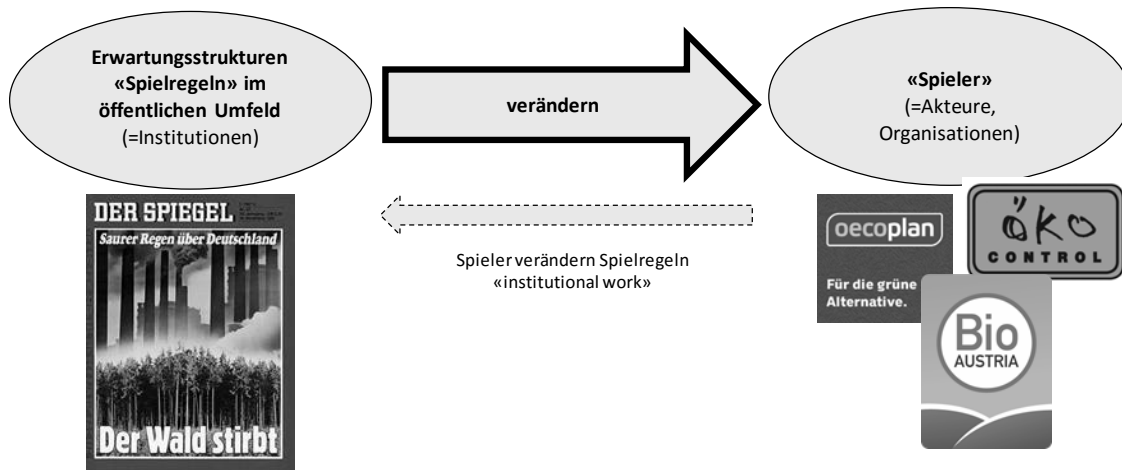 Erwartungsstrukturen
«Spielregeln» im
öffentlichen Umfeld
(=Institutionen)
verändern
«Spieler»
(=Akteure,
Organisationen)
Spieler verändern Spielregeln
«institutional work»
DER SPIEGEL
Saurer Regen über Deutschland
Der Wald stirbt
oecoplan
Für die grüne
Alternative.
ÖKO
CONTROL
Bio
AUSTRIA